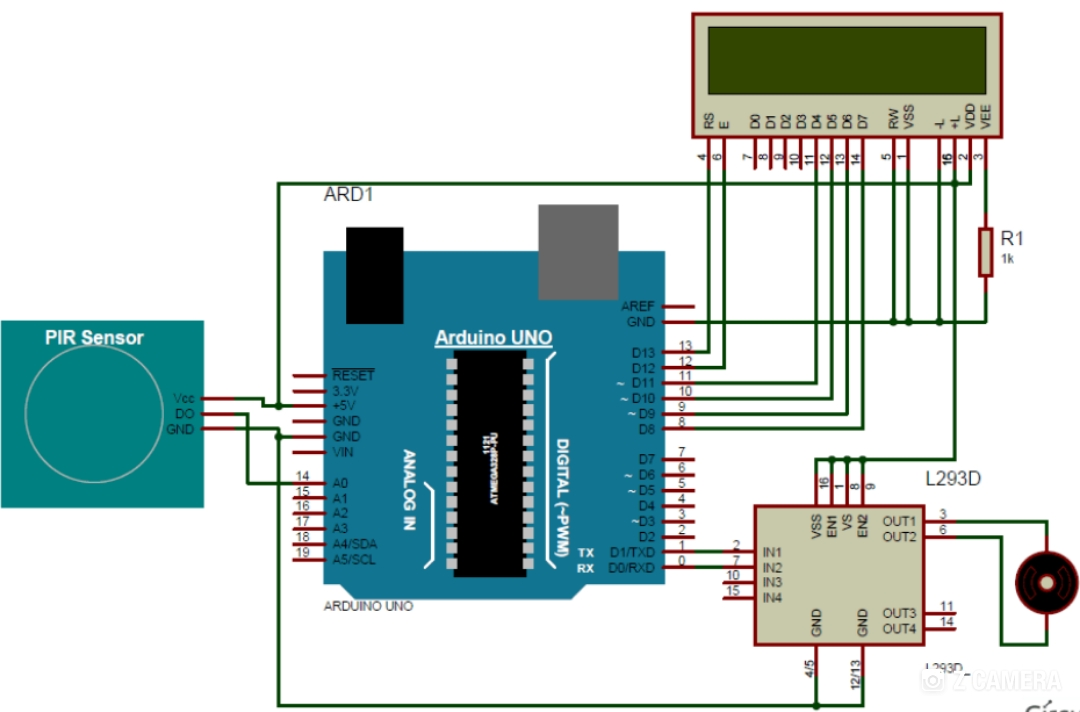 RS
E
D0
D1
D2
D3
D4
D5
D6
D7
RW
VSS
-L
+L
VDD
VEE
4
6
7
8
9
10
11
12
13
14
5
1
2
3
ARD1
R1
1k
PIR Sensor
Vcc
DO
GND
Arduino UNO
AREF
GND
D13
D12
~ D11
~ D10
~ D9
D8
13
12
11
10
9
8
RESET
3.3V
+5V
GND
GND
VIN
14
15
16
17
18
19
A0
A1
A2
A3
A4/SDA
A5/SCL
ANALOG IN
1121
ATMEGA328P-PU
DIGITAL (~PWM)
D7
~ D6
~ D5
D4
~D3
D2
TX D1/TXD
RX D0/RXD
7
6
5
4
3
2
1
0
ARDUINO UNO
L293D
16
1
8
9
VSS
EN1
VS
EN2
OUT1
OUT2
3
6
2
7
10
15
IN1
IN2
IN3
IN4
GND
GND
OUT3
OUT4
11
14
4/5
12/13
L293D_
Z CAMERA